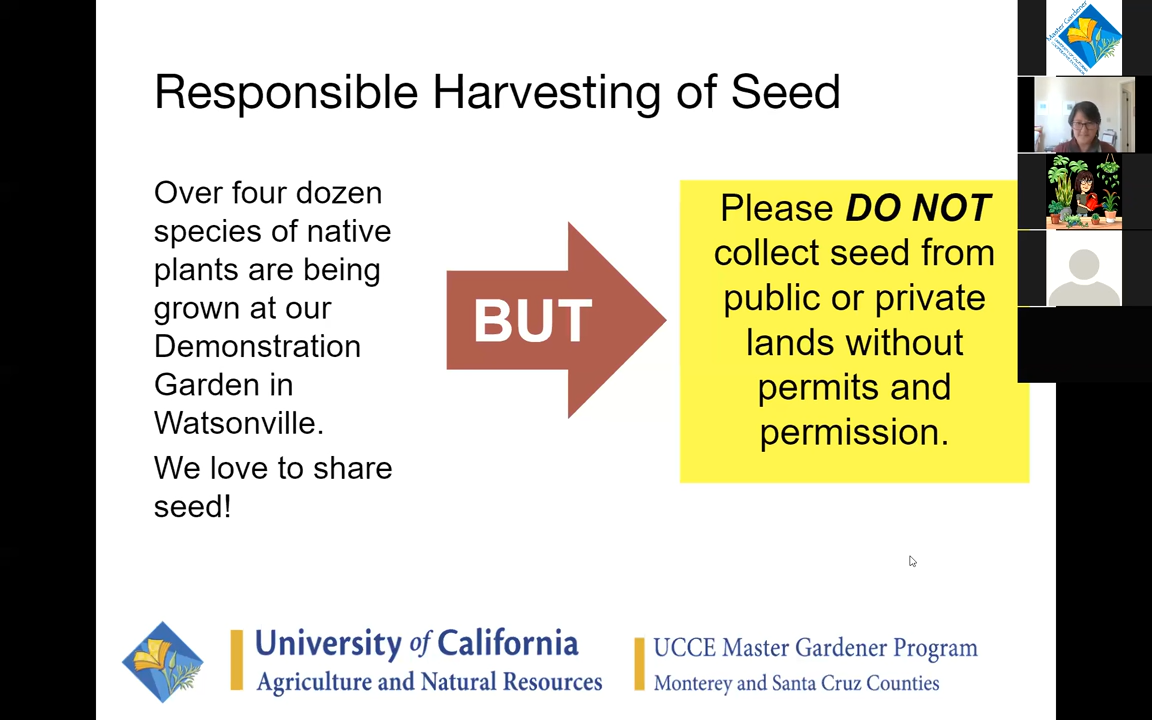 Responsible Harvesting of Seed
Over four dozen
species of native
plants are being
grown at our
Demonstration
Garden in
Watsonville.
We love to share
seed!
BUT
Please DO NOT
collect seed from
public or private
lands without
permits and
permission.
University of California
Agriculture and Natural Resources
UCCE Master Gardener Program
Monterey and Santa Cruz Counties
Master Gardener